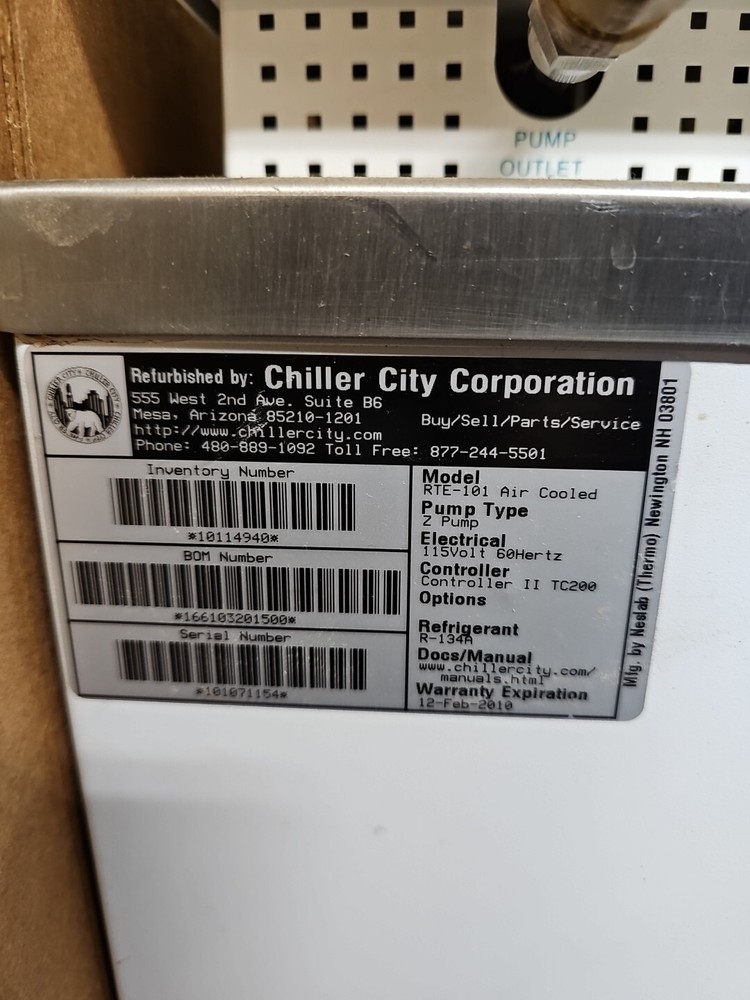 PUMP
OUTLET
Refurbished by: Chiller City Corporation
555 West 2nd Ave. Suite B6
Mesa, Arizona 85210-1201
http://www.chillercity.com
Buy/Sell/Parts/Service
Phone: 480-889-1092 Toll Free: 877-244-5501
Inventory Number
*10114940*
BOM Number
*166103201500*
Serial Number
*101071154*
Model
RTE-101 Air Cooled
Pump Type
Z Pump
Electrical
115Volt 60Hertz
Controller
Controller II TC200
Options
Refrigerant
R-134A
Docs/Manual
www.chillercity.com/
manuals.html
Warranty Expiration
12-Feb-2010
Mfg. by Neslab (Thermo) Newington NH 03801